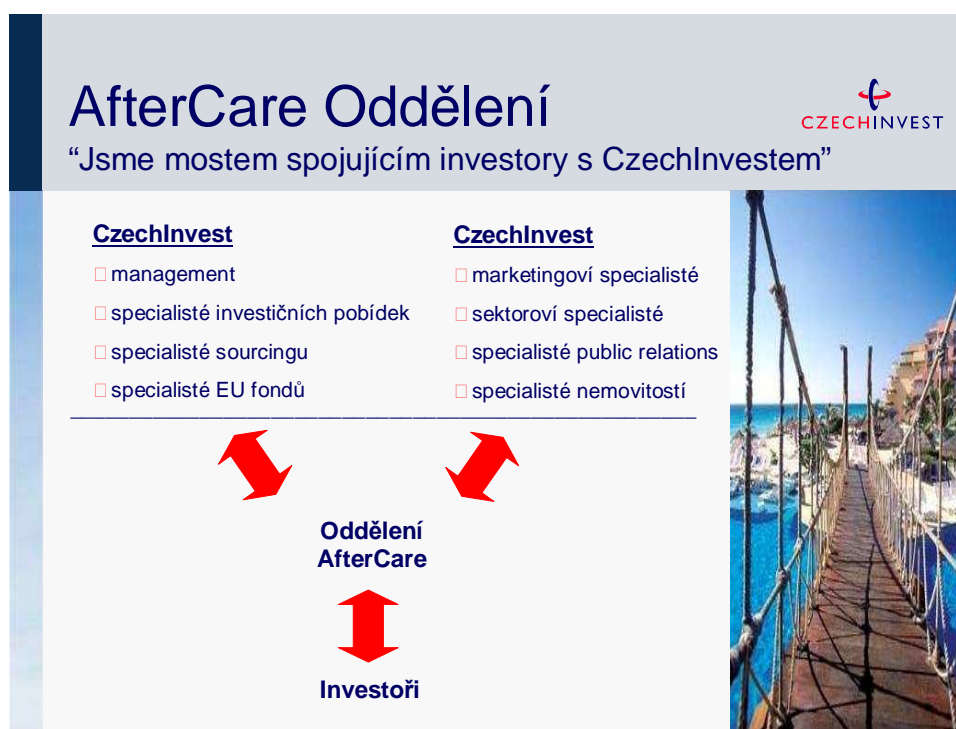 AfterCare Oddělení
CZECHINVEST
“Jsme mostem spojujícím investory s CzechInvestem”
CzechInvest
management
specialisté investičních pobídek
specialisté sourcingu
specialisté EU fondů
CzechInvest
marketingoví specialisté
sektoroví specialisté
specialisté public relations
specialisté nemovitostí
Oddělení
AfterCare
Investoři